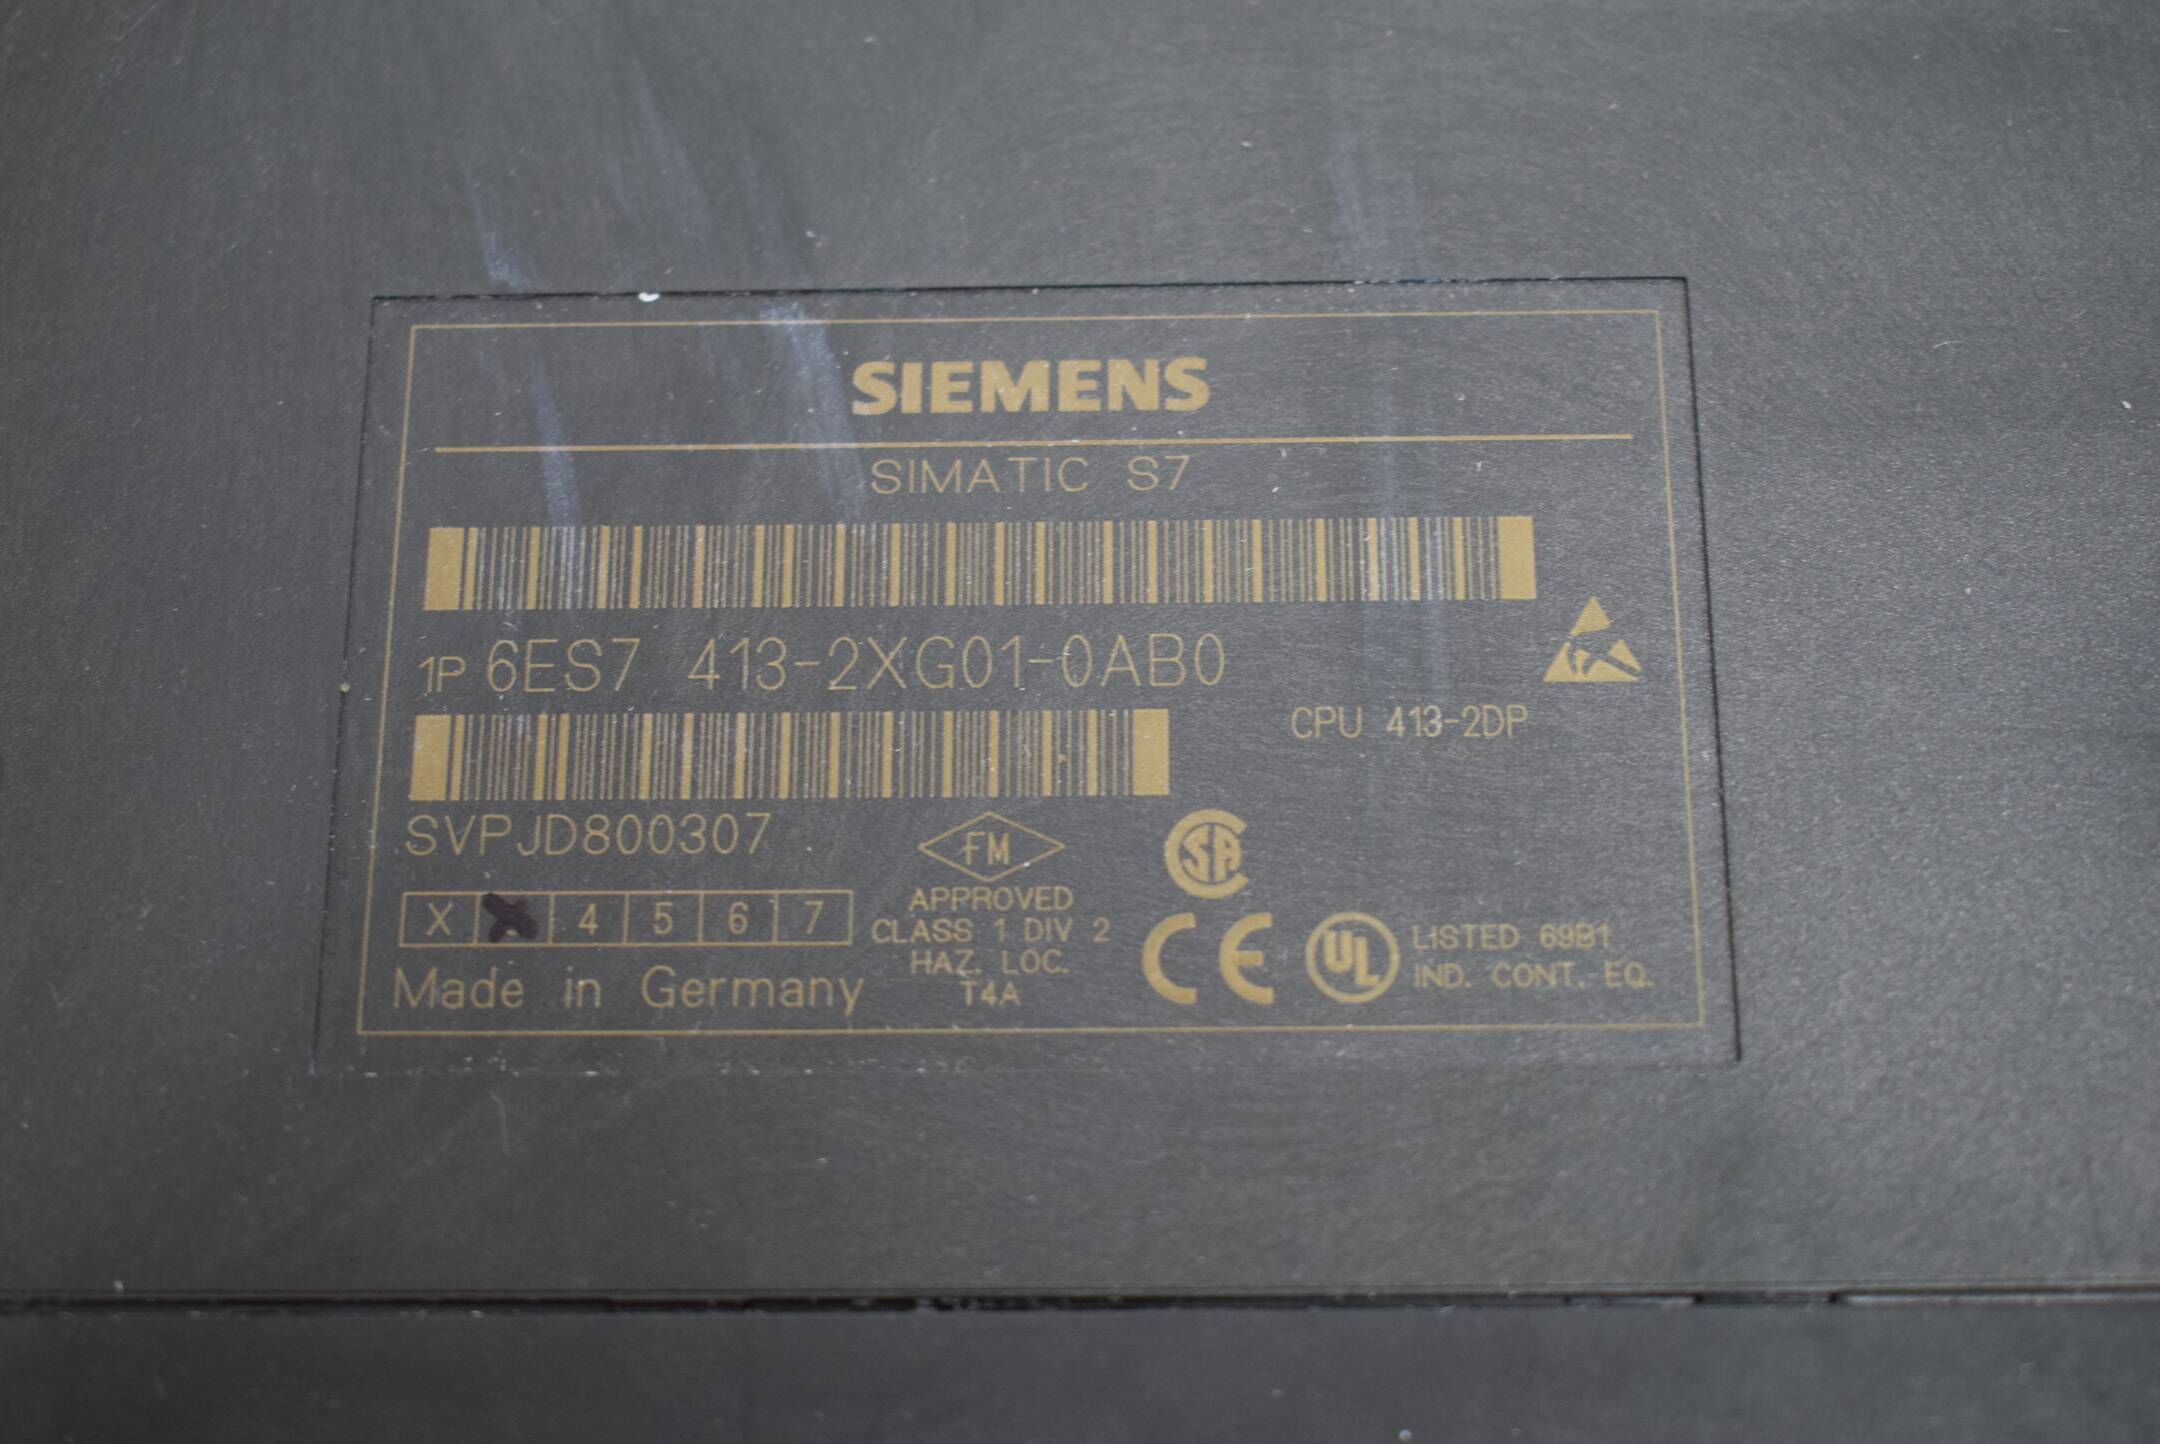 SIEMENS
SIMATIC S7
1P 6ES7 413-2XG01-0AB0
CPU 413-2DP
SVPJD800307
FM
APPROVED
CLASS 1 DIV 2
HAZ. LOC.
T4A
CSA
X 4 5 6 7
CE
UL
LISTED 69B1
IND. CONT. EQ.
Made in Germany